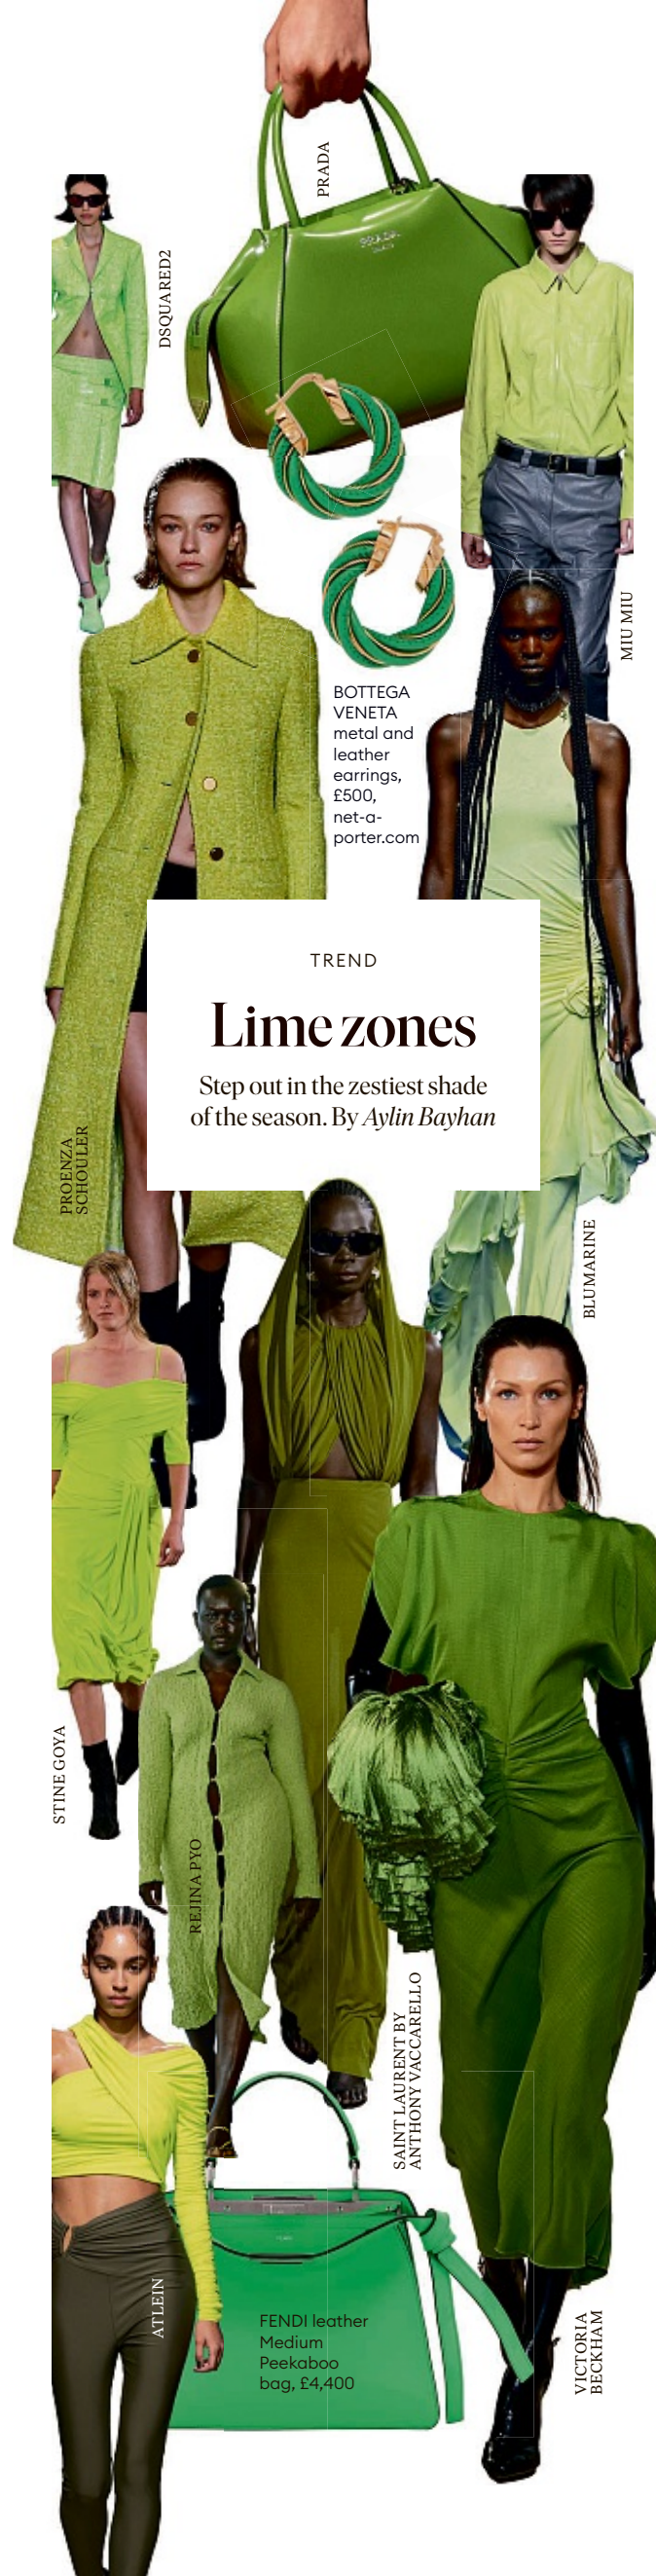 PRADA
PRADA
DSQUARED2
MIU MIU
BOTTEGA
VENETA
metal and
leather
earrings,
£500,
net-a-
porter.com
TREND
Lime zones
Step out in the zestiest shade
of the season. By Aylin Bayhan
PROENZA
SCHOULER
BLUMARINE
STINE GOYA
REJINA PYO
SAINT LAURENT BY
ANTHONY VACCARELLO
ATLEIN
FENDI leather
Medium
Peekaboo
bag, £4,400
VICTORIA
BECKHAM